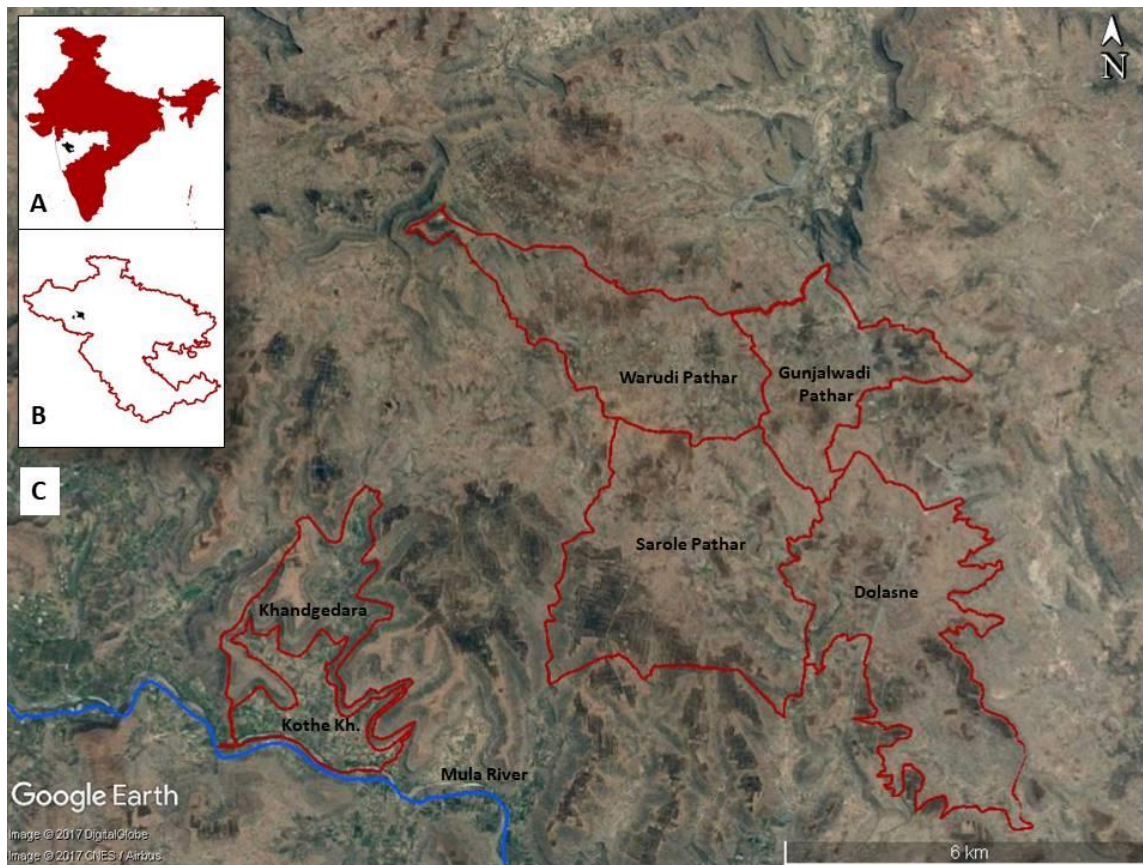 A
B
C
N
Warudi Pathar
Gunjalwadi
Pathar
Sarole Pathar
Dolasne
Khandgedara
Kothe Kh.
Mula River
Google Earth
Image © 2017 DigitalGlobe
Image © 2017 CNES / Airbus
6 km